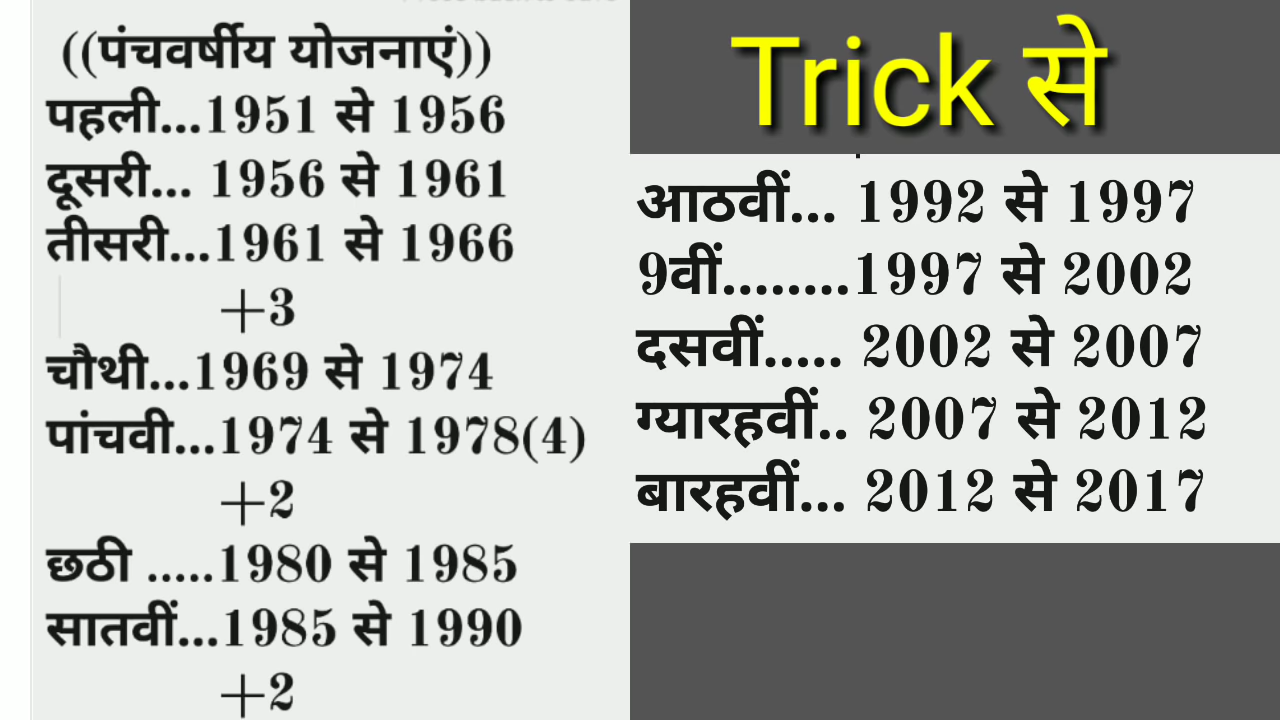 ((पंचवर्षीय योजनाएं))
पहली...1951 से 1956
दूसरी... 1956 से 1961
तीसरी...1961 से 1966
+3
चौथी...1969 से 1974
पांचवी...1974 से 1978(4)
+2
छठी .....1980 से 1985
सातवीं...1985 से 1990
+2
Trick से
आठवीं... 1992 से 1997
9वीं........1997 से 2002
दसवीं..... 2002 से 2007
ग्यारहवीं.. 2007 से 2012
बारहवीं... 2012 से 2017